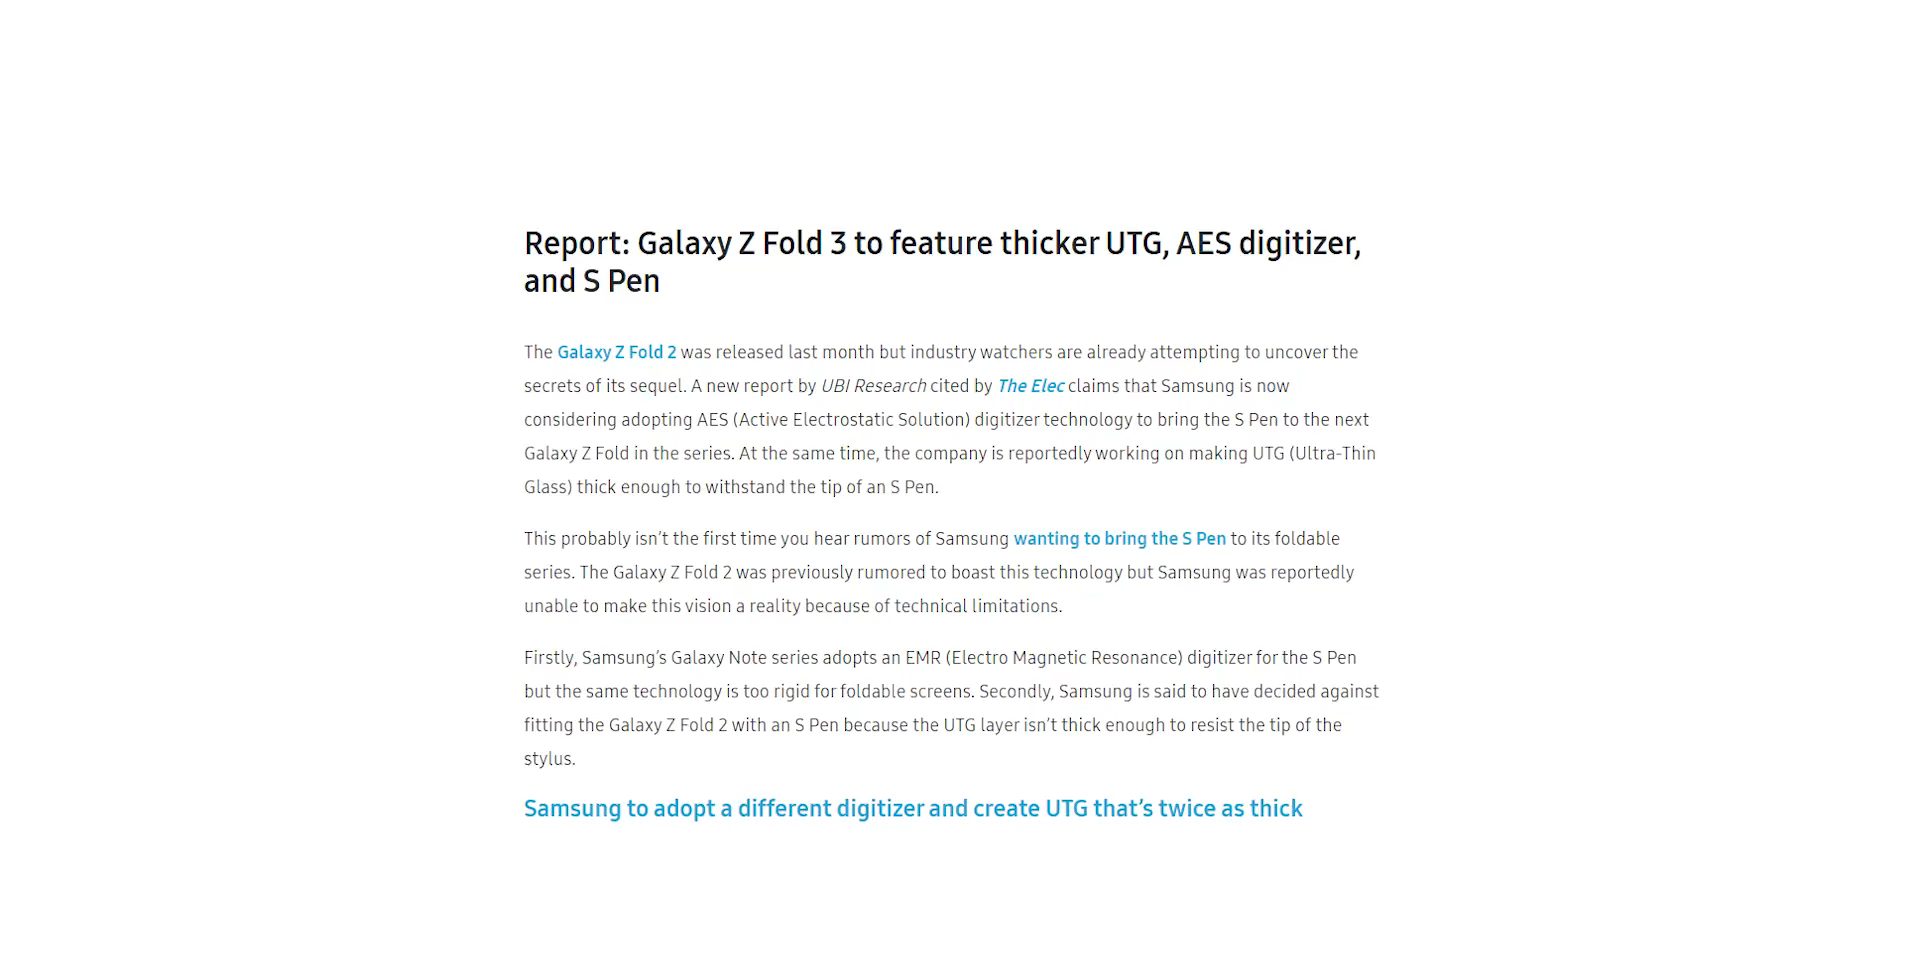 Report: Galaxy Z Fold 3 to feature thicker UTG, AES digitizer,
and S Pen
The Galaxy Z Fold 2 was released last month but industry watchers are already attempting to uncover the
secrets of its sequel. A new report by UBI Research cited by The Elec claims that Samsung is now
considering adopting AES (Active Electrostatic Solution) digitizer technology to bring the S Pen to the next
Galaxy Z Fold in the series. At the same time, the company is reportedly working on making UTG (Ultra-Thin
Glass) thick enough to withstand the tip of an S Pen.
This probably isn’t the first time you hear rumors of Samsung wanting to bring the S Pen to its foldable
series. The Galaxy Z Fold 2 was previously rumored to boast this technology but Samsung was reportedly
unable to make this vision a reality because of technical limitations.
Firstly, Samsung’s Galaxy Note series adopts an EMR (Electro Magnetic Resonance) digitizer for the S Pen
but the same technology is too rigid for foldable screens. Secondly, Samsung is said to have decided against
fitting the Galaxy Z Fold 2 with an S Pen because the UTG layer isn’t thick enough to resist the tip of the
stylus.
Samsung to adopt a different digitizer and create UTG that’s twice as thick